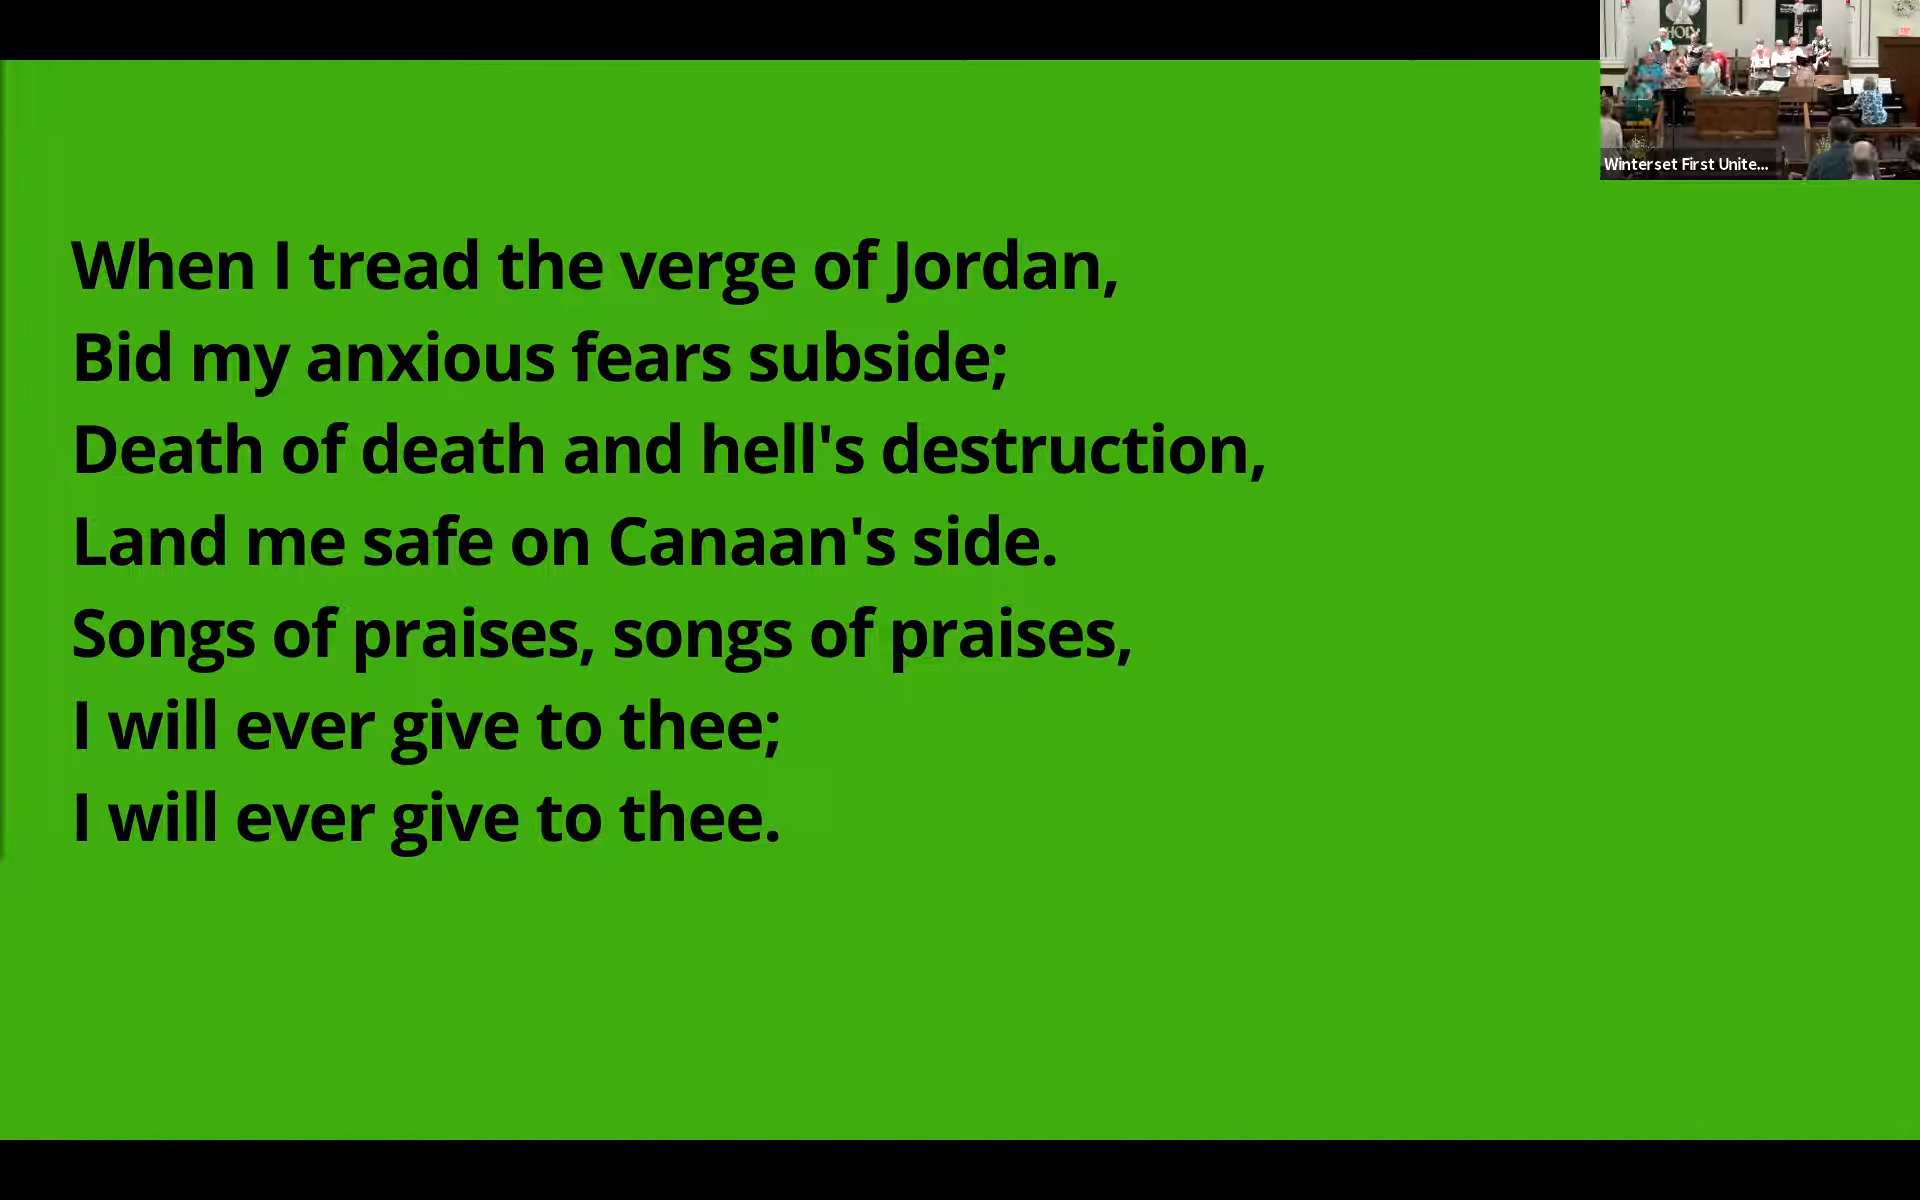 HOLY
Winterset First Unite...
When I tread the verge of Jordan,
Bid my anxious fears subside;
Death of death and hell's destruction,
Land me safe on Canaan's side.
Songs of praises, songs of praises,
I will ever give to thee;
I will ever give to thee.